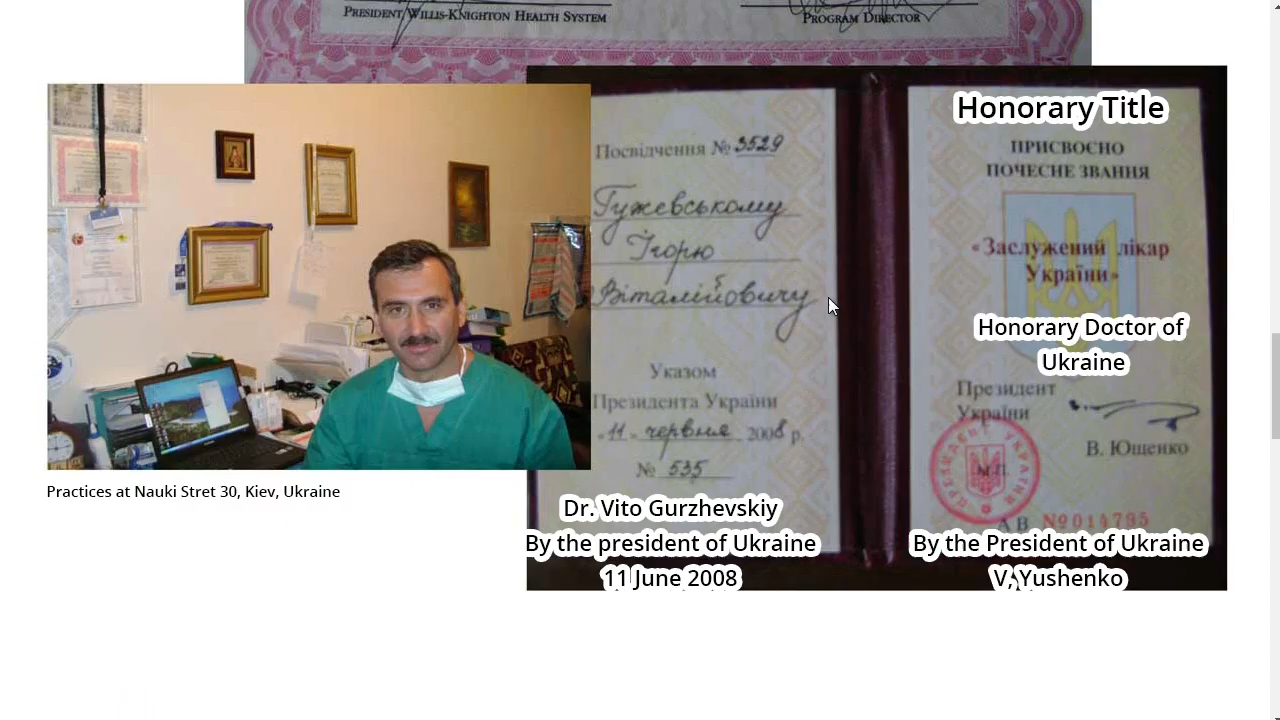 PRESIDENT WILLIS-KNIGHTON HEALTH SYSTEM
PROGRAM DIRECTOR
Honorary Title
Посвідчення № 3529
Гужевському
Ігорю
Віталійовичу
Указом
Президента України
«11» червня 2008 р.
№ 535
ПРИСВОЄНО
ПОЧЕСНЕ ЗВАННЯ
«Заслужений лікар
України»
Honorary Doctor of
Ukraine
Президент
України
В. Ющенко
М.П.
А В №014795
Practices at Nauki Stret 30, Kiev, Ukraine
Dr. Vito Gurzhevskiy
By the president of Ukraine
11 June 2008
By the President of Ukraine
V, Yushenko